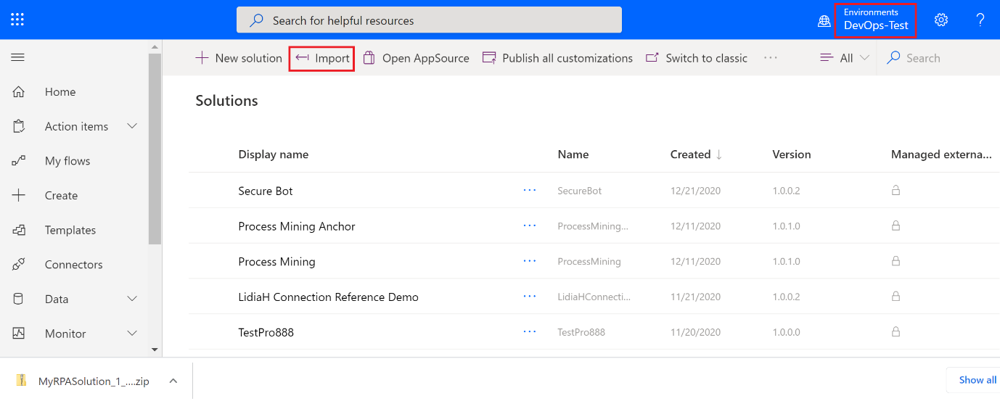 Search for helpful resources
Environments
DevOps-Test
?
New solution
Import
Open AppSource
Publish all customizations
Switch to classic
...
All
Search
Home
Action items
My flows
Create
Templates
Connectors
Data
Monitor
Solutions
Display name Name Created ↓ Version Managed externa...
Secure Bot ... SecureBot 12/21/2020 1.0.0.2
Process Mining Anchor ... ProcessMining... 12/11/2020 1.0.1.0
Process Mining ... ProcessMining 12/11/2020 1.0.1.0
LidiaH Connection Reference Demo ... LidiaHConnecti... 11/21/2020 1.0.0.2
TestPro888 ... TestPro888 11/20/2020 1.0.0.0
MyRPASolution_1_....zip
Show all